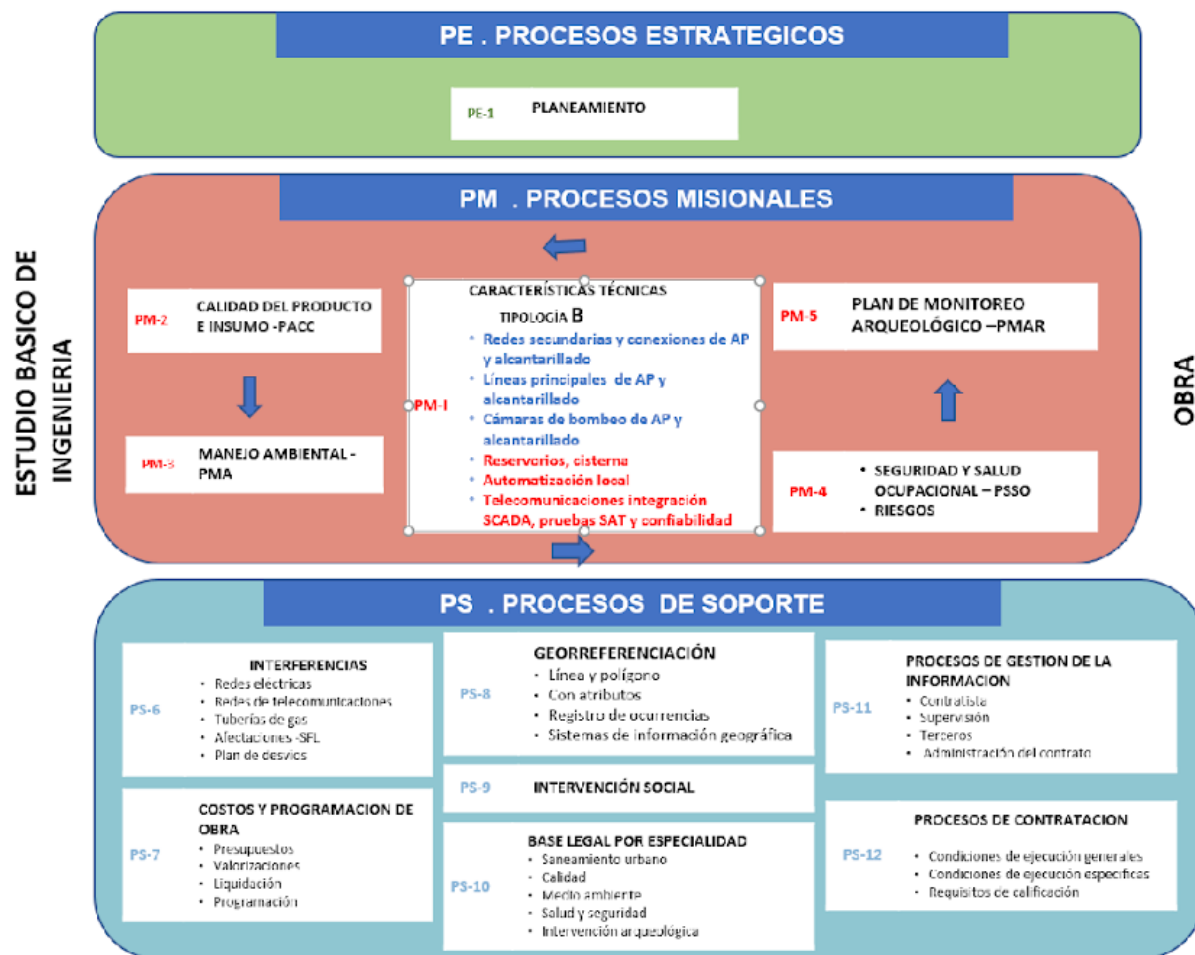 PE . PROCESOS ESTRATEGICOS
PE-1
PLANEAMIENTO
PM . PROCESOS MISIONALES
ESTUDIO BASICO DE
INGENIERIA
PM-2
CALIDAD DEL PRODUCTO
E INSUMO -PACC
PM-3
MANEJO AMBIENTAL -
PMA
PM-I
CARACTERÍSTICAS TÉCNICAS
TIPOLOGÍA B
• Redes secundarias y conexiones de AP
y alcantarillado
• Líneas principales de AP y
alcantarillado
• Cámaras de bombeo de AP y
alcantarillado
• Reservorios, cisterna
• Automatización local
• Telecomunicaciones integración
SCADA, pruebas SAT y confiabilidad
PM-5
PLAN DE MONITOREO
ARQUEOLÓGICO –PMAR
PM-4
• SEGURIDAD Y SALUD
OCUPACIONAL – PSSO
• RIESGOS
OBRA
PS . PROCESOS DE SOPORTE
PS-6
INTERFERENCIAS
• Redes eléctricas
• Redes de telecomunicaciones
• Tuberías de gas
• Afectaciones -SFL
• Plan de desvios
PS-7
COSTOS Y PROGRAMACION DE
OBRA
• Presupuestos
• Valorizaciones
• Liquidación
• Programación
PS-8
GEORREFERENCIACIÓN
• Línea y polígono
• Con atributos
• Registro de ocurrencias
• Sistemas de información geográfica
PS-9
INTERVENCIÓN SOCIAL
PS-10
BASE LEGAL POR ESPECIALIDAD
• Saneamiento urbano
• Calidad
• Medio ambiente
• Salud y seguridad
• Intervención arqueológica
PS-11
PROCESOS DE GESTION DE LA
INFORMACION
• Contratista
• Supervisión
• Terceros
• Administración del contrato
PS-12
PROCESOS DE CONTRATACION
• Condiciones de ejecución generales
• Condiciones de ejecución especificas
• Requisitos de calificación